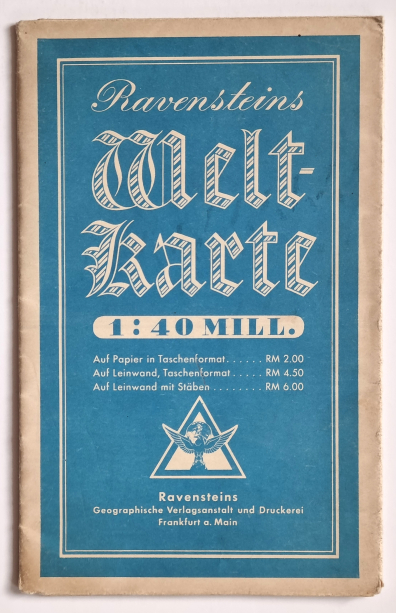 Ravensteins
Welt-
karte
1:40 MILL.
Auf Papier in Taschenformat...... RM 2.00
Auf Leinwand, Taschenformat..... RM 4.50
Auf Leinwand mit Stäben ........ RM 6.00
Ravensteins
Geographische Verlagsanstalt und Druckerei
Frankfurt a. Main